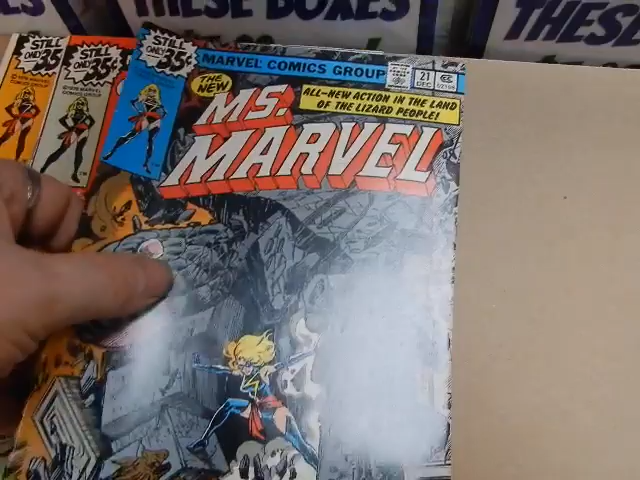 THESE BOXES
THESE
STILL
ONLY 35¢
STILL
ONLY 35¢
STILL
ONLY 35¢
MARVEL COMICS GROUP
21
DEC
THE
NEW
MS.
MARVEL
ALL-NEW ACTION IN THE LAND
OF THE LIZARD PEOPLE!